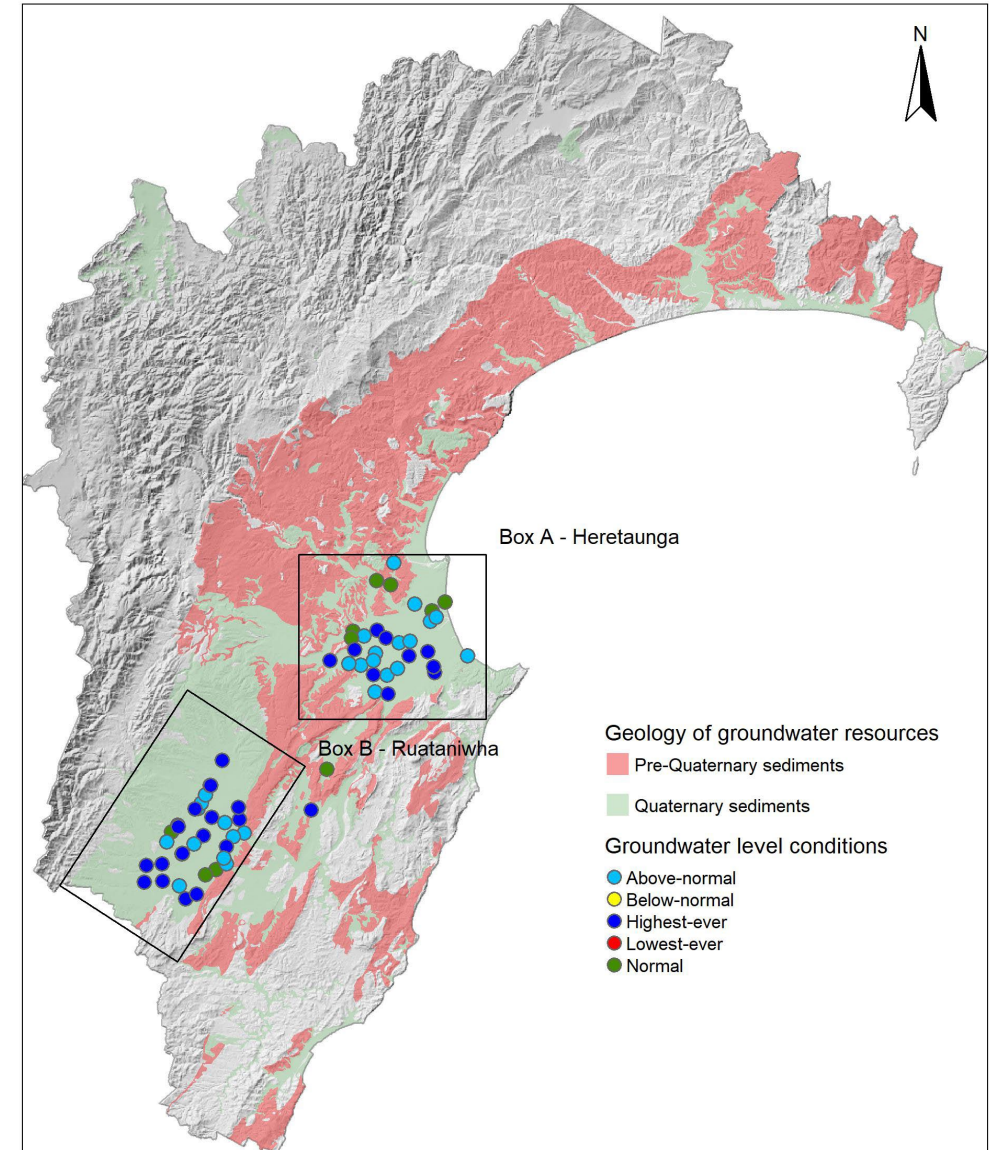 N
Box A - Heretaunga
Box B - Ruataniwha
Geology of groundwater resources
Pre-Quaternary sediments
Quaternary sediments
Groundwater level conditions
Above-normal
Below-normal
Highest-ever
Lowest-ever
Normal